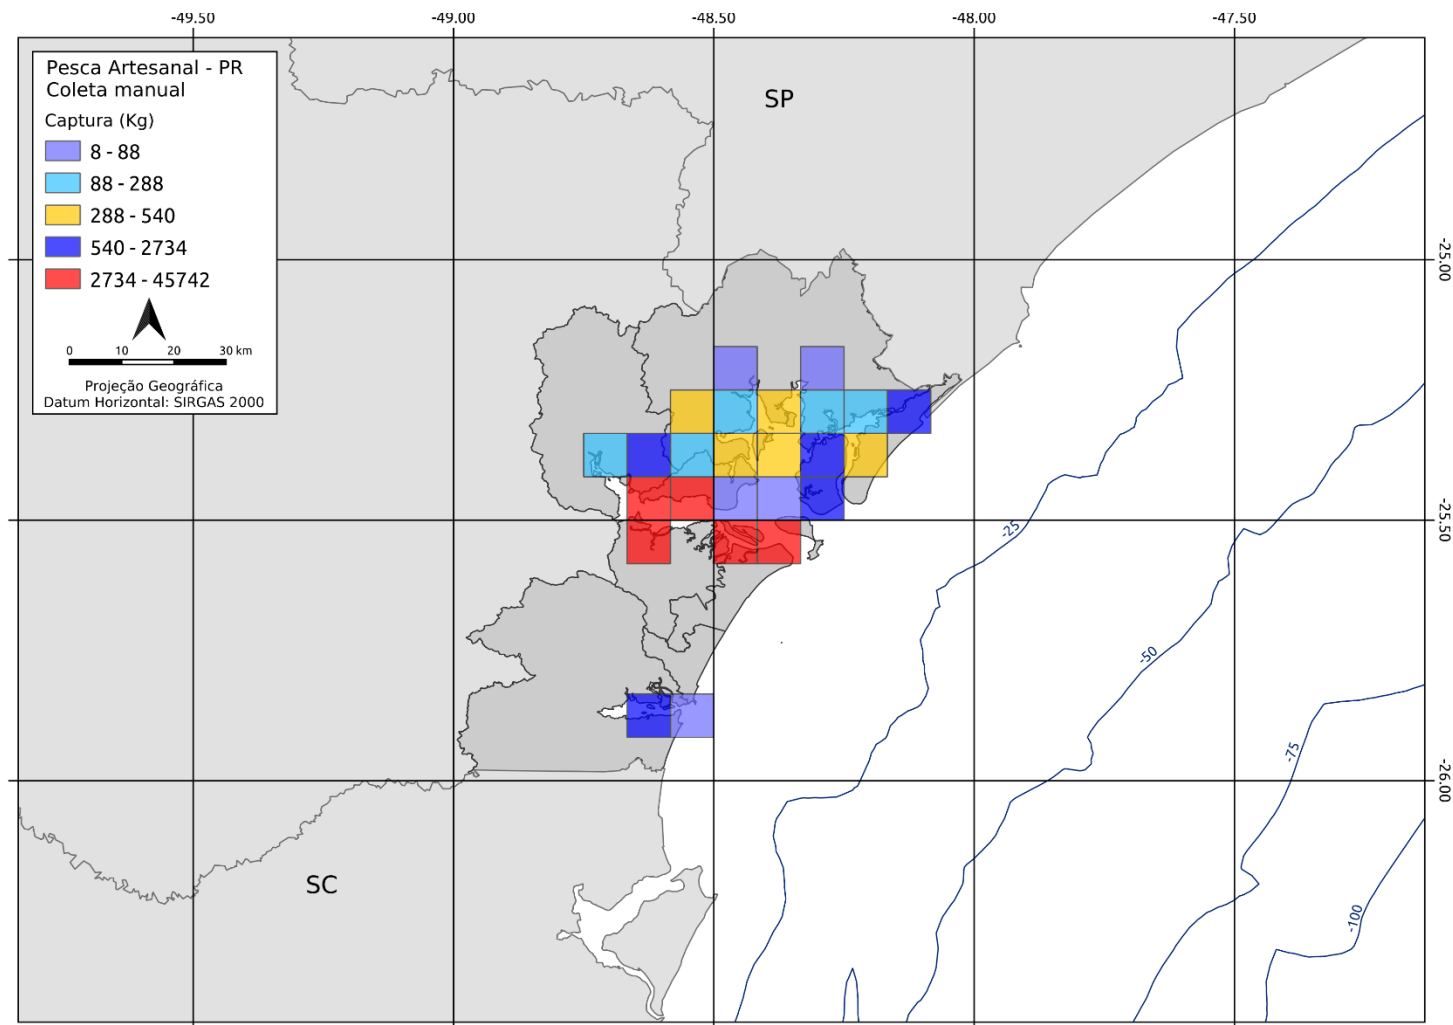 -49.50 -49.00 -48.50 -48.00 -47.50
Pesca Artesanal - PR
Coleta manual
Captura (Kg)
8 - 88
88 - 288
288 - 540
540 - 2734
2734 - 45742
0 10 20 30 km
Projeção Geográfica
Datum Horizontal: SIRGAS 2000
SP
-25.00
-25.50
-25
-50
-75
-26.00
SC
-100